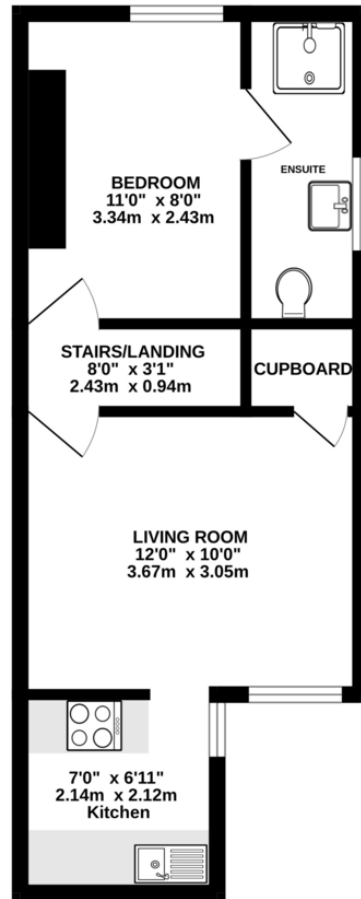 BEDROOM
11'0" x 8'0"
3.34m x 2.43m
ENSUITE
STAIRS/LANDING
8'0" x 3'1"
2.43m x 0.94m
CUPBOARD
LIVING ROOM
12'0" x 10'0"
3.67m x 3.05m
7'0" x 6'11"
2.14m x 2.12m
Kitchen